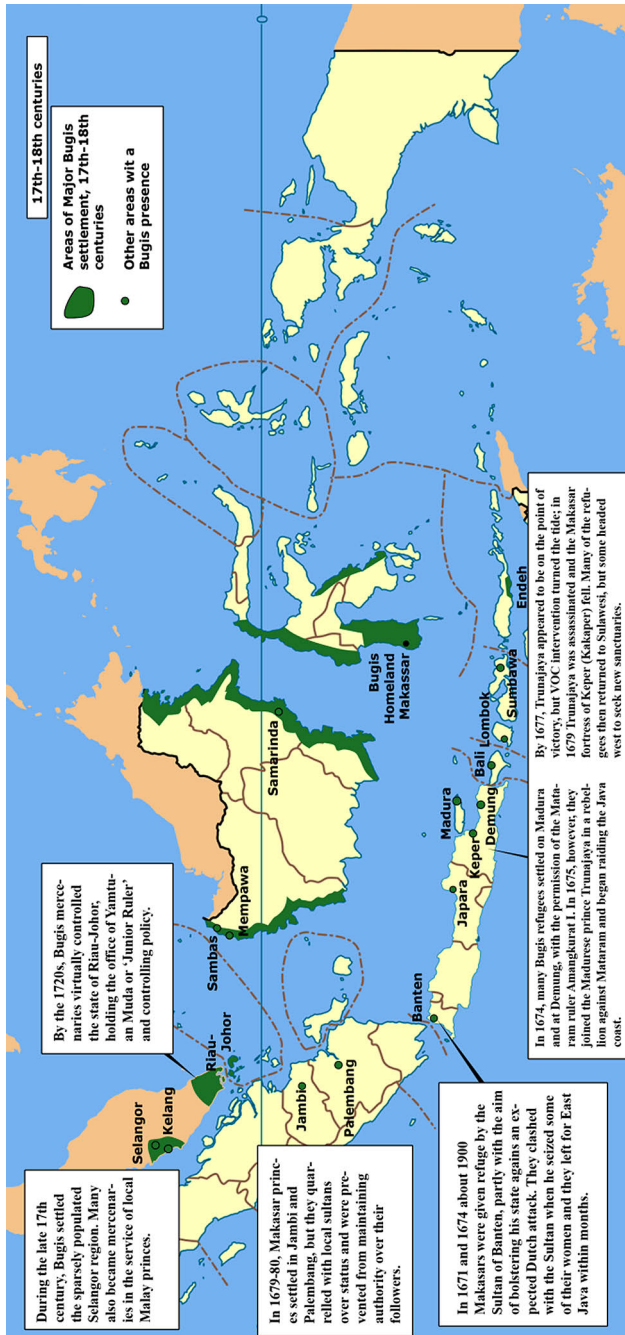 17th-18th centuries
Areas of Major Bugis
settlement, 17th-18th
centuries
Other areas wit a
Bugis presence
During the late 17th
century, Bugis settled
the sparsely populated
Selangor region. Many
also became mercenar-
ies in the service of local
Malay princes.
By the 1720s, Bugis merce-
naries virtually controlled
the state of Riau-Johor,
holding the office of Yamtu-
an Muda or ‘Junior Ruler’
and controlling policy.
Selangor
Kelang
Riau-
Johor
Sambas
Mempawa
Samarinda
Bugis
Homeland
Makassar
Jambi
Palembang
In 1679-80, Makasar princ-
es settled in Jambi and
Palembang, but they quar-
relled with local sultans
over status and were pre-
vented from maintaining
authority over their
followers.
Banten
Japara
Madura
Keper
Demung
Bali
Lombok
Sumbawa
Endeh
In 1671 and 1674 about 1900
Makasars were given refuge by the
Sultan of Banten, partly with the aim
of bolstering his state agains an ex-
pected Dutch attack. They clashed
with the Sultan when he seized some
of their women and they left for East
Java within months.
In 1674, many Bugis refugees settled on Madura
and at Demung, with the permission of the Mata-
ram ruler Amangkurat I. In 1675, however, they
joined the Madurese prince Trunajaya in a rebel-
lion against Mataram and began raiding the Java
coast.
By 1677, Trunajaya appeared to be on the point of
victory, but VOC intervention turned the tide; in
1679 Trunajaya was assassinated and the Makasar
fortress of Keper (Kakaper) fell. Many of the refu-
gees then returned to Sulawesi, but some headed
west to seek new sanctuaries.
0